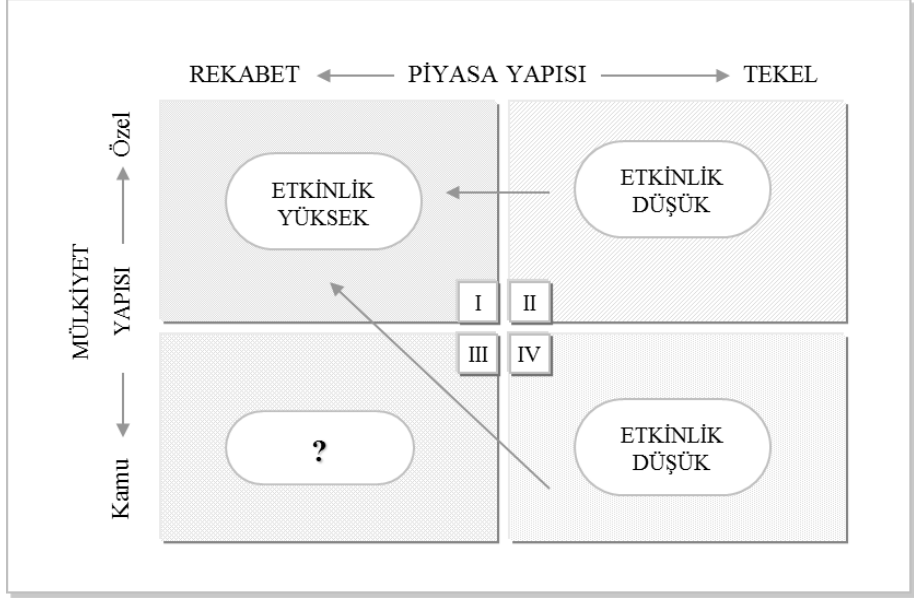 REKABET PİYASA YAPISI TEKEL
MÜLKİYET
YAPISI
Özel
Kamu
ETKİNLİK
YÜKSEK
ETKİNLİK
DÜŞÜK
I
II
III
IV
?
ETKİNLİK
DÜŞÜK